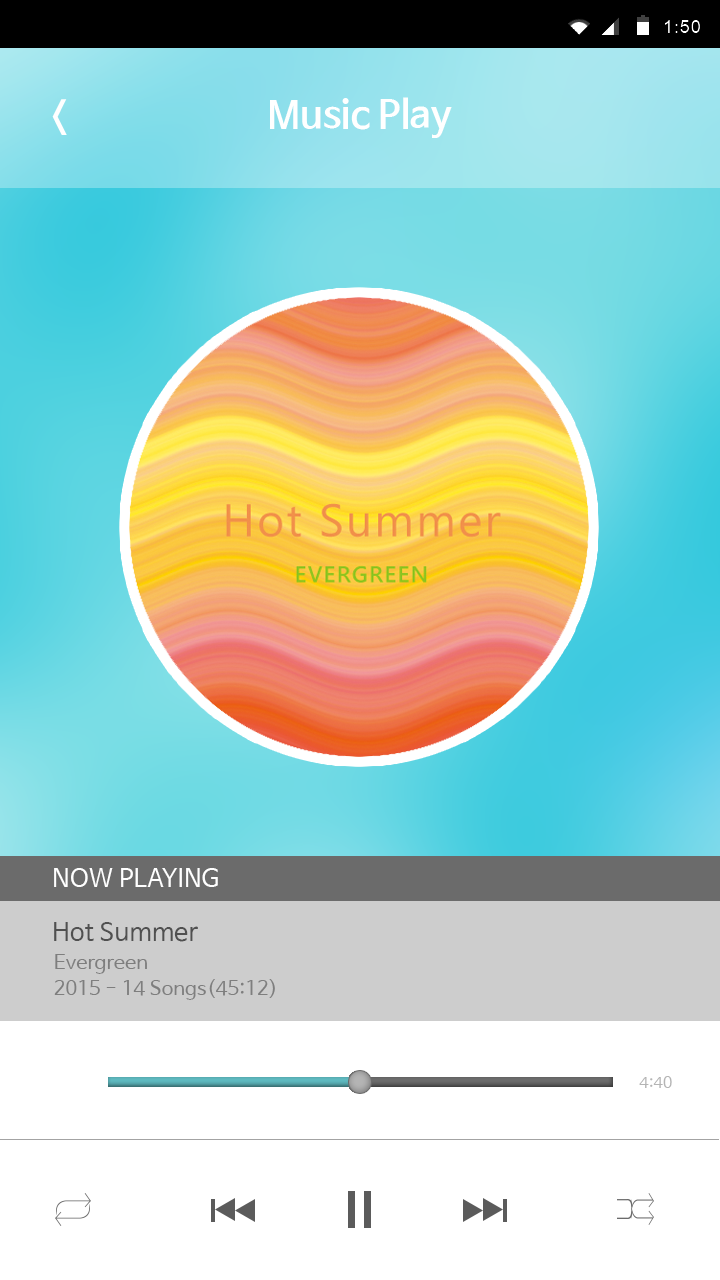 1:50
Music Play
Hot Summer
EVERGREEN
NOW PLAYING
Hot Summer
Evergreen
2015 - 14 Songs(45:12)
4:40